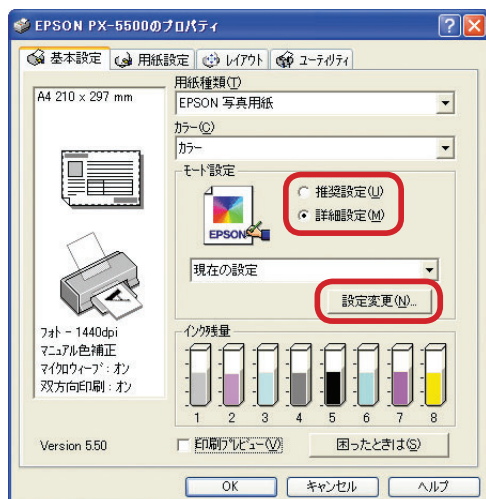 EPSON PX-5500のプロパティ
基本設定 用紙設定 レイアウト ユーティリティ
A4 210 x 297 mm
用紙種類(T)
EPSON 写真用紙
カラー(C)
カラー
モード設定
EPSON
推奨設定(U)
詳細設定(M)
現在の設定
設定変更(N)...
フォト - 1440dpi
マニュアル色補正
マイクロウィーブ：オン
双方向印刷：オン
インク残量
1 2 3 4 5 6 7 8
Version 5.50
印刷プレビュー(V)
困ったときは(S)
OK キャンセル ヘルプ